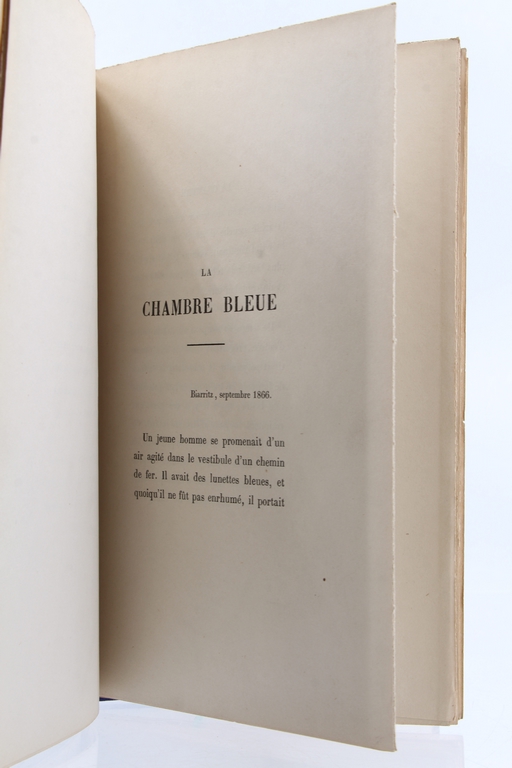 LA
CHAMBRE BLEUE
Biarritz, septembre 1866.
Un jeune homme se promenait d'un
air agité dans le vestibule d'un chemin
de fer. Il avait des lunettes bleues, et
quoiqu'il ne fût pas enrhumé, il portait